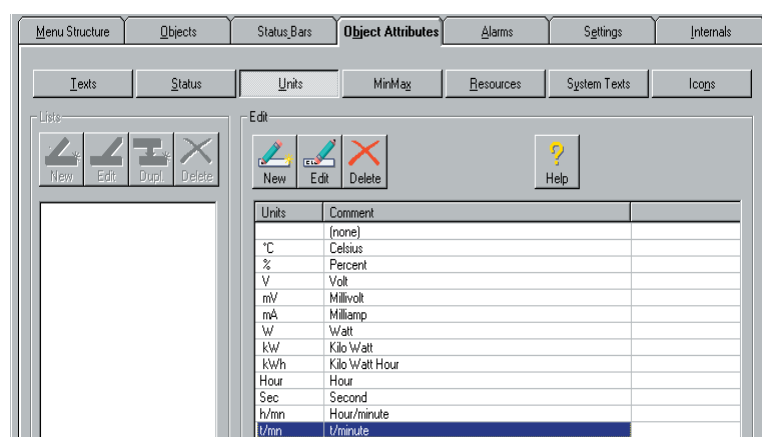 Menu Structure Objects Status Bars Object Attributes Alarms Settings Internals
Texts Status Units MinMax Resources System Texts Icons
Lists Edit
New Edit Dupl. Delete New Edit Delete Help
Units Comment
(none)
°C Celsius
% Percent
V Volt
mV Millivolt
mA Milliamp
W Watt
kW Kilo Watt
kWh Kilo Watt Hour
Hour Hour
Sec Second
h/mn Hour/minute
t/mn t/minute